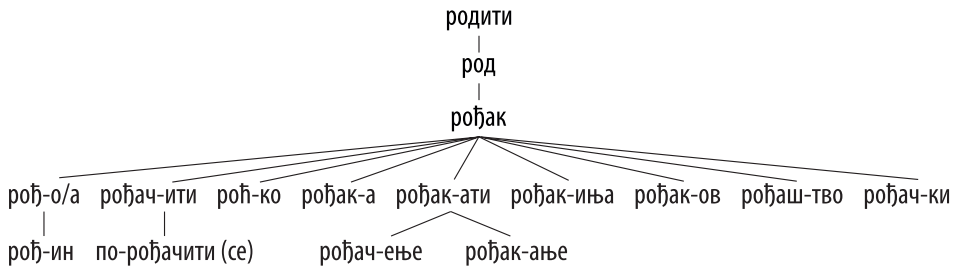 родити
род
рођак
рођ-о/а рођач-ити роћ-ко рођак-а рођак-ати рођак-иња рођак-ов рођаш-тво рођач-ки
рођ-ин по-рођачити (се) рођач-ење рођак-ање